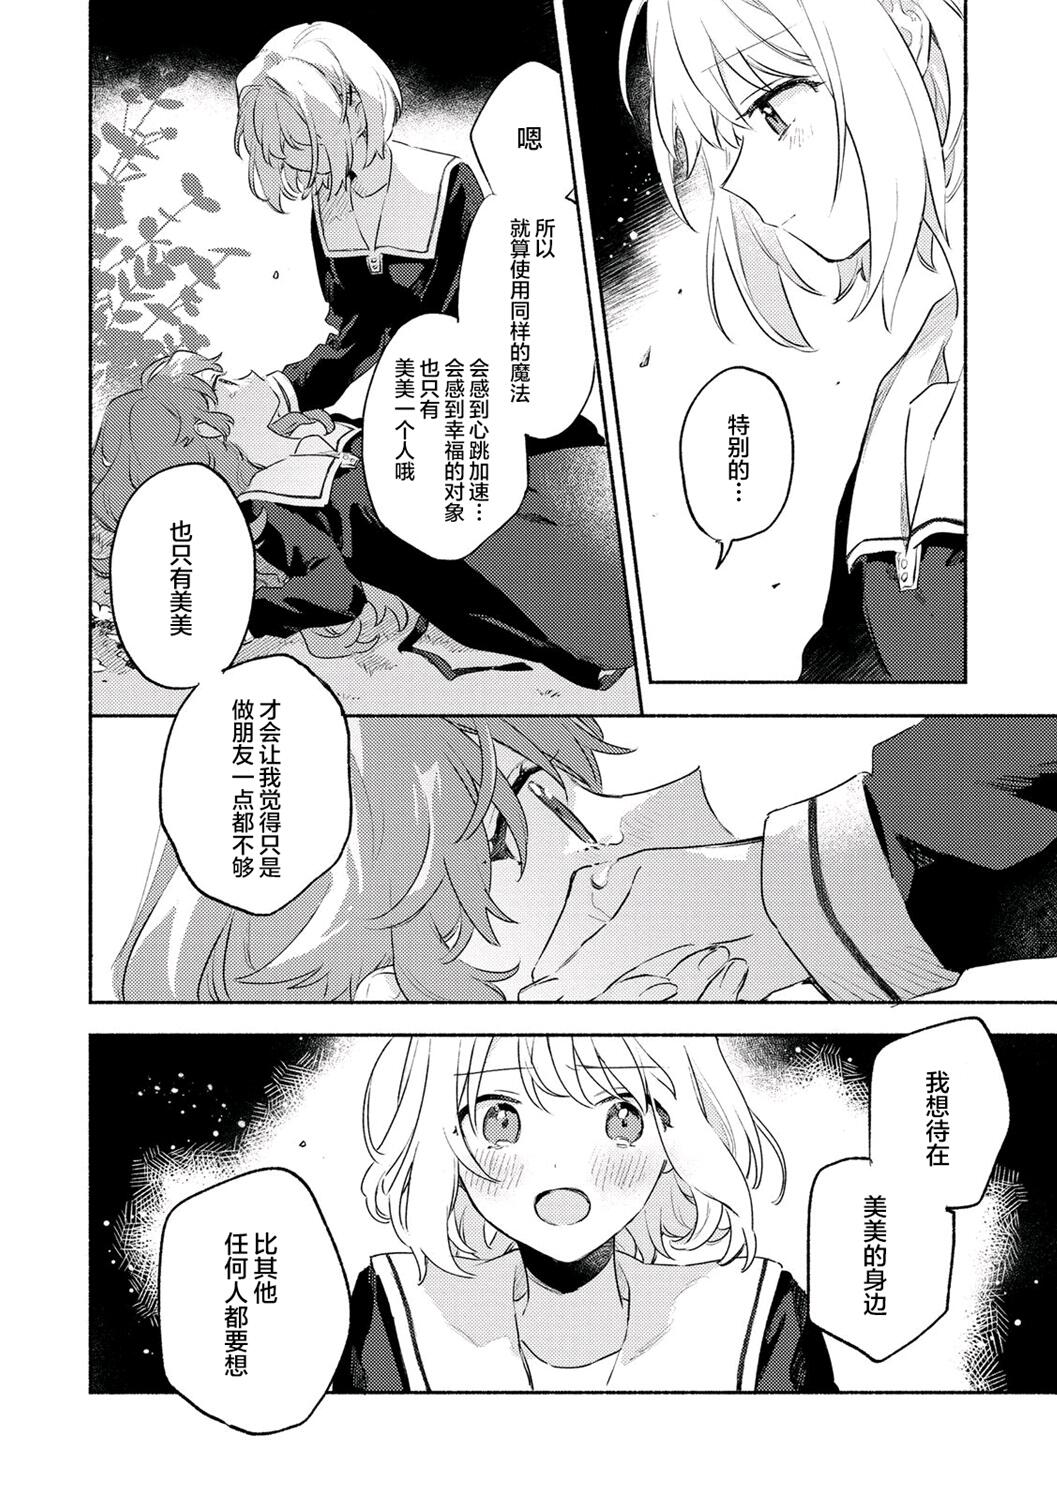 特别的…
嗯
所以
就算使用同样的魔法
会感到心跳加速…
会感到幸福的对象
也只有
美美一个人哦
也只有美美
才会让我觉得只是
做朋友一点都不够
我想待在
美美的身边
比其他
任何人都要想